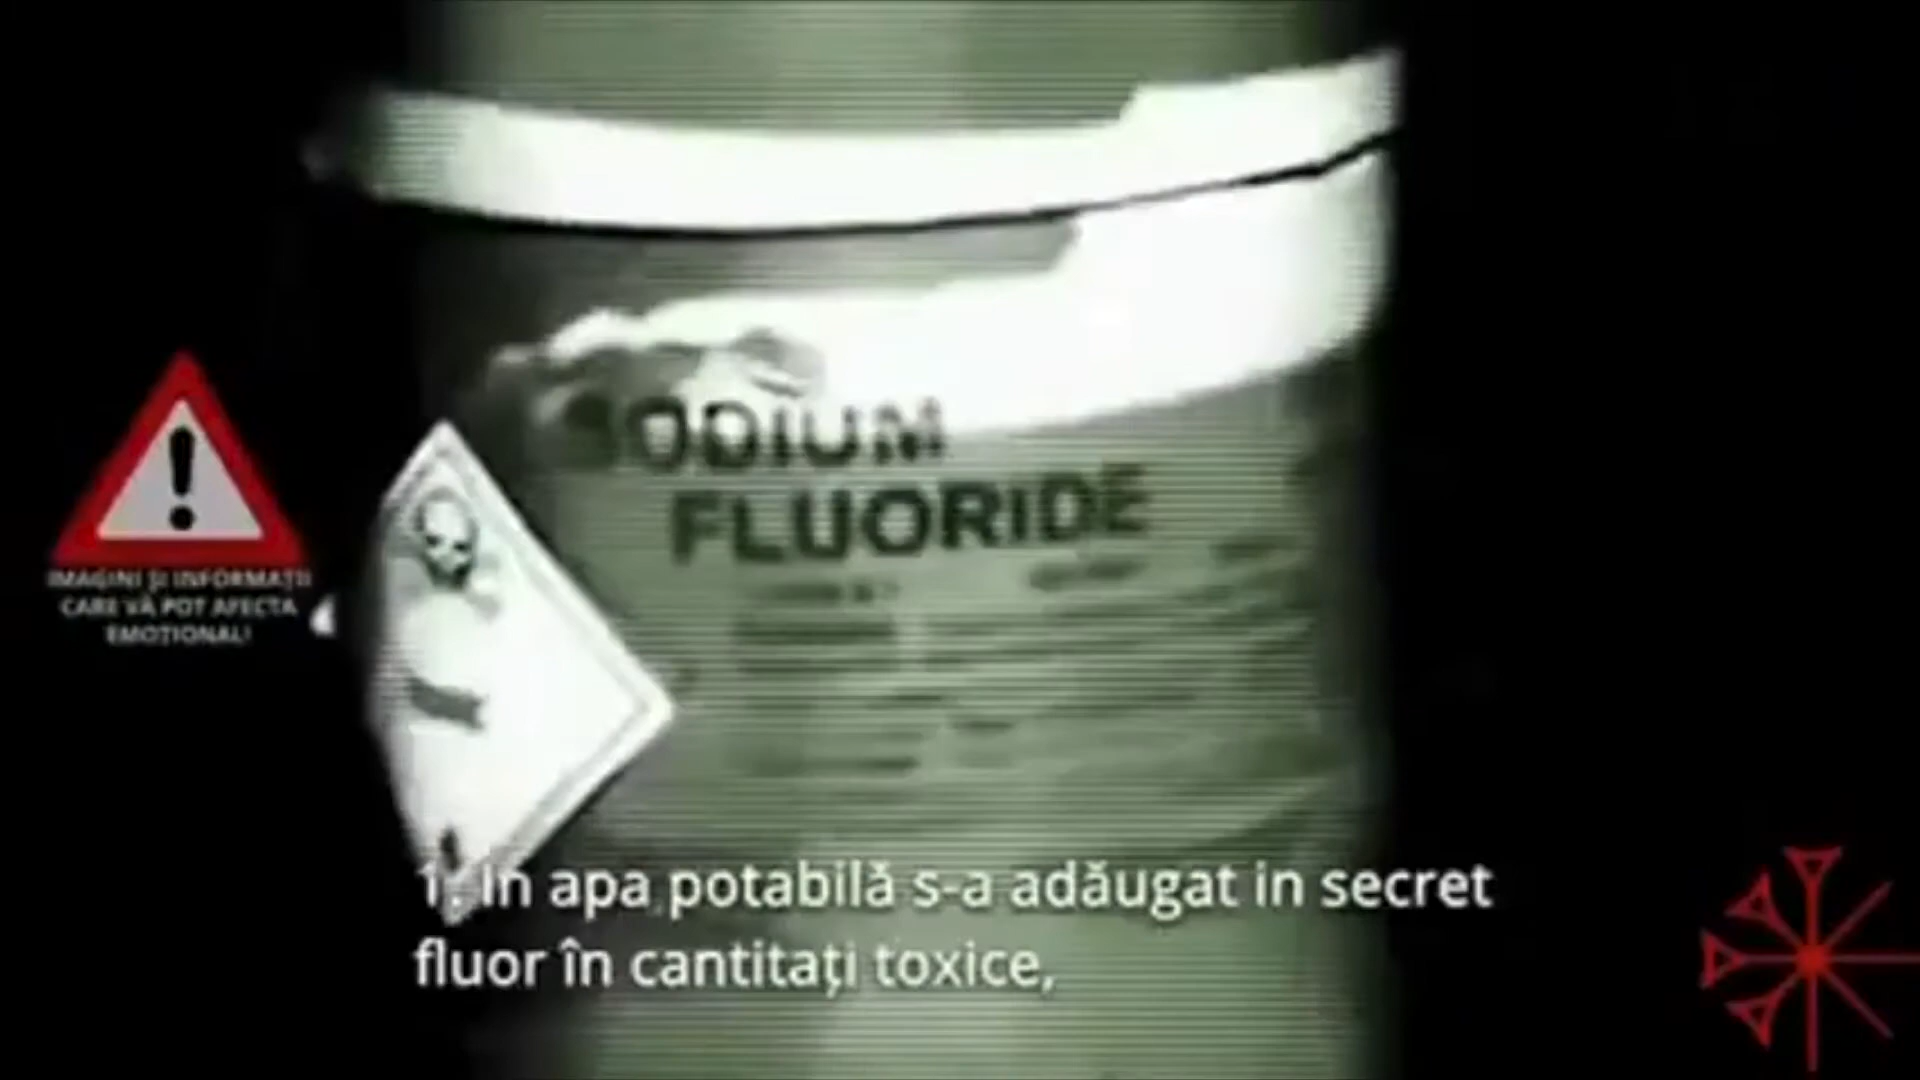 SODIUM
FLUORIDE
IMAGINI ȘI INFORMAȚII
CARE VĂ POT AFECTA
EMOȚIONAL!
1. In apa potabilă s-a adăugat in secret
fluor în cantitați toxice,